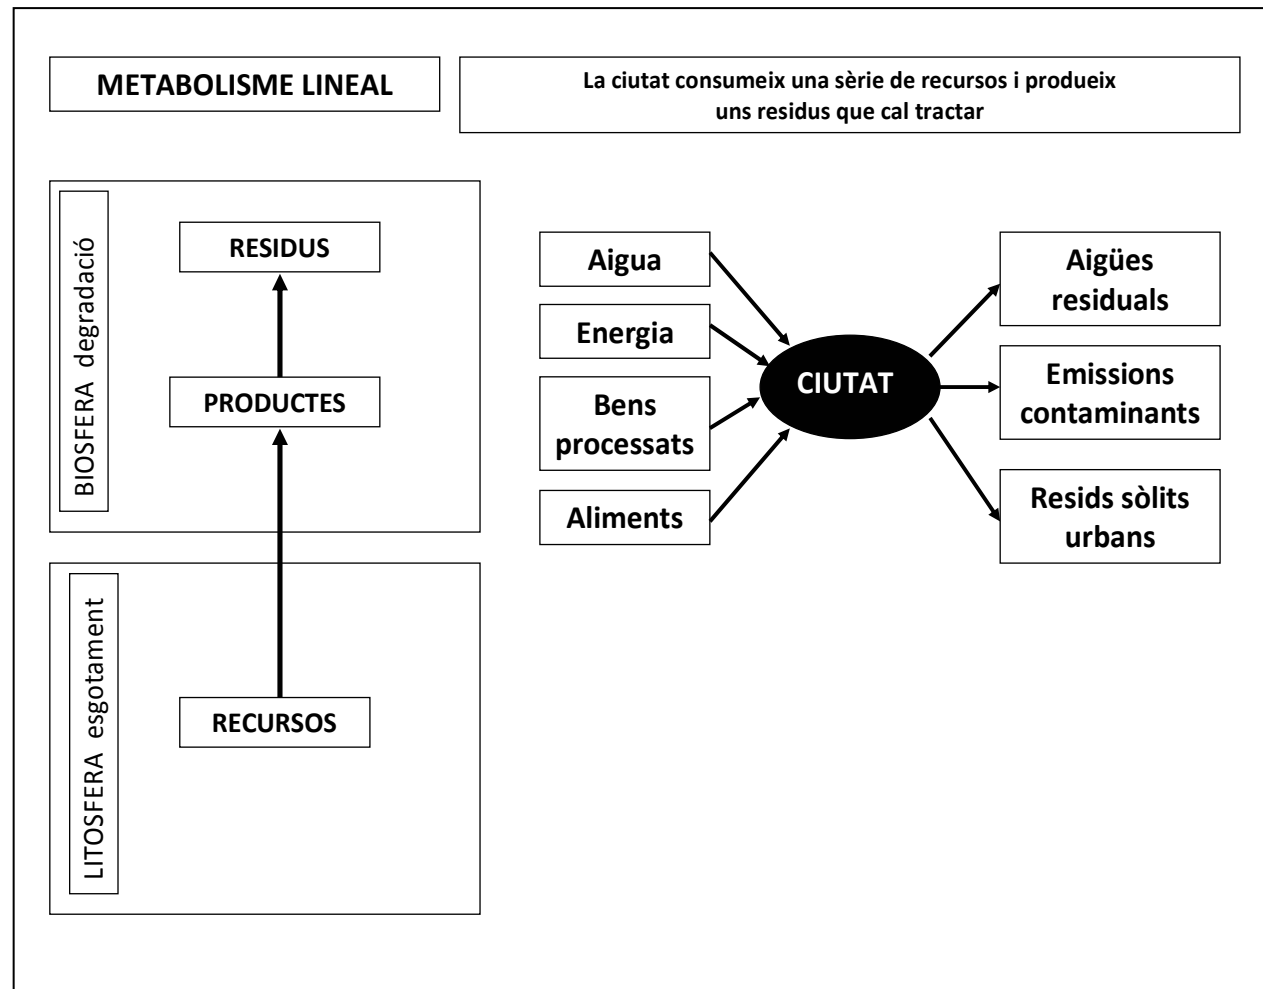 METABOLISME LINEAL
La ciutat consumeix una sèrie de recursos i produeix
uns residus que cal tractar
BIOSFERA degradació
RESIDUS
PRODUCTES
LITOSFERA esgotament
RECURSOS
Aigua
Energia
Bens
processats
Aliments
CIUTAT
Aigües
residuals
Emissions
contaminants
Resids sòlits
urbans